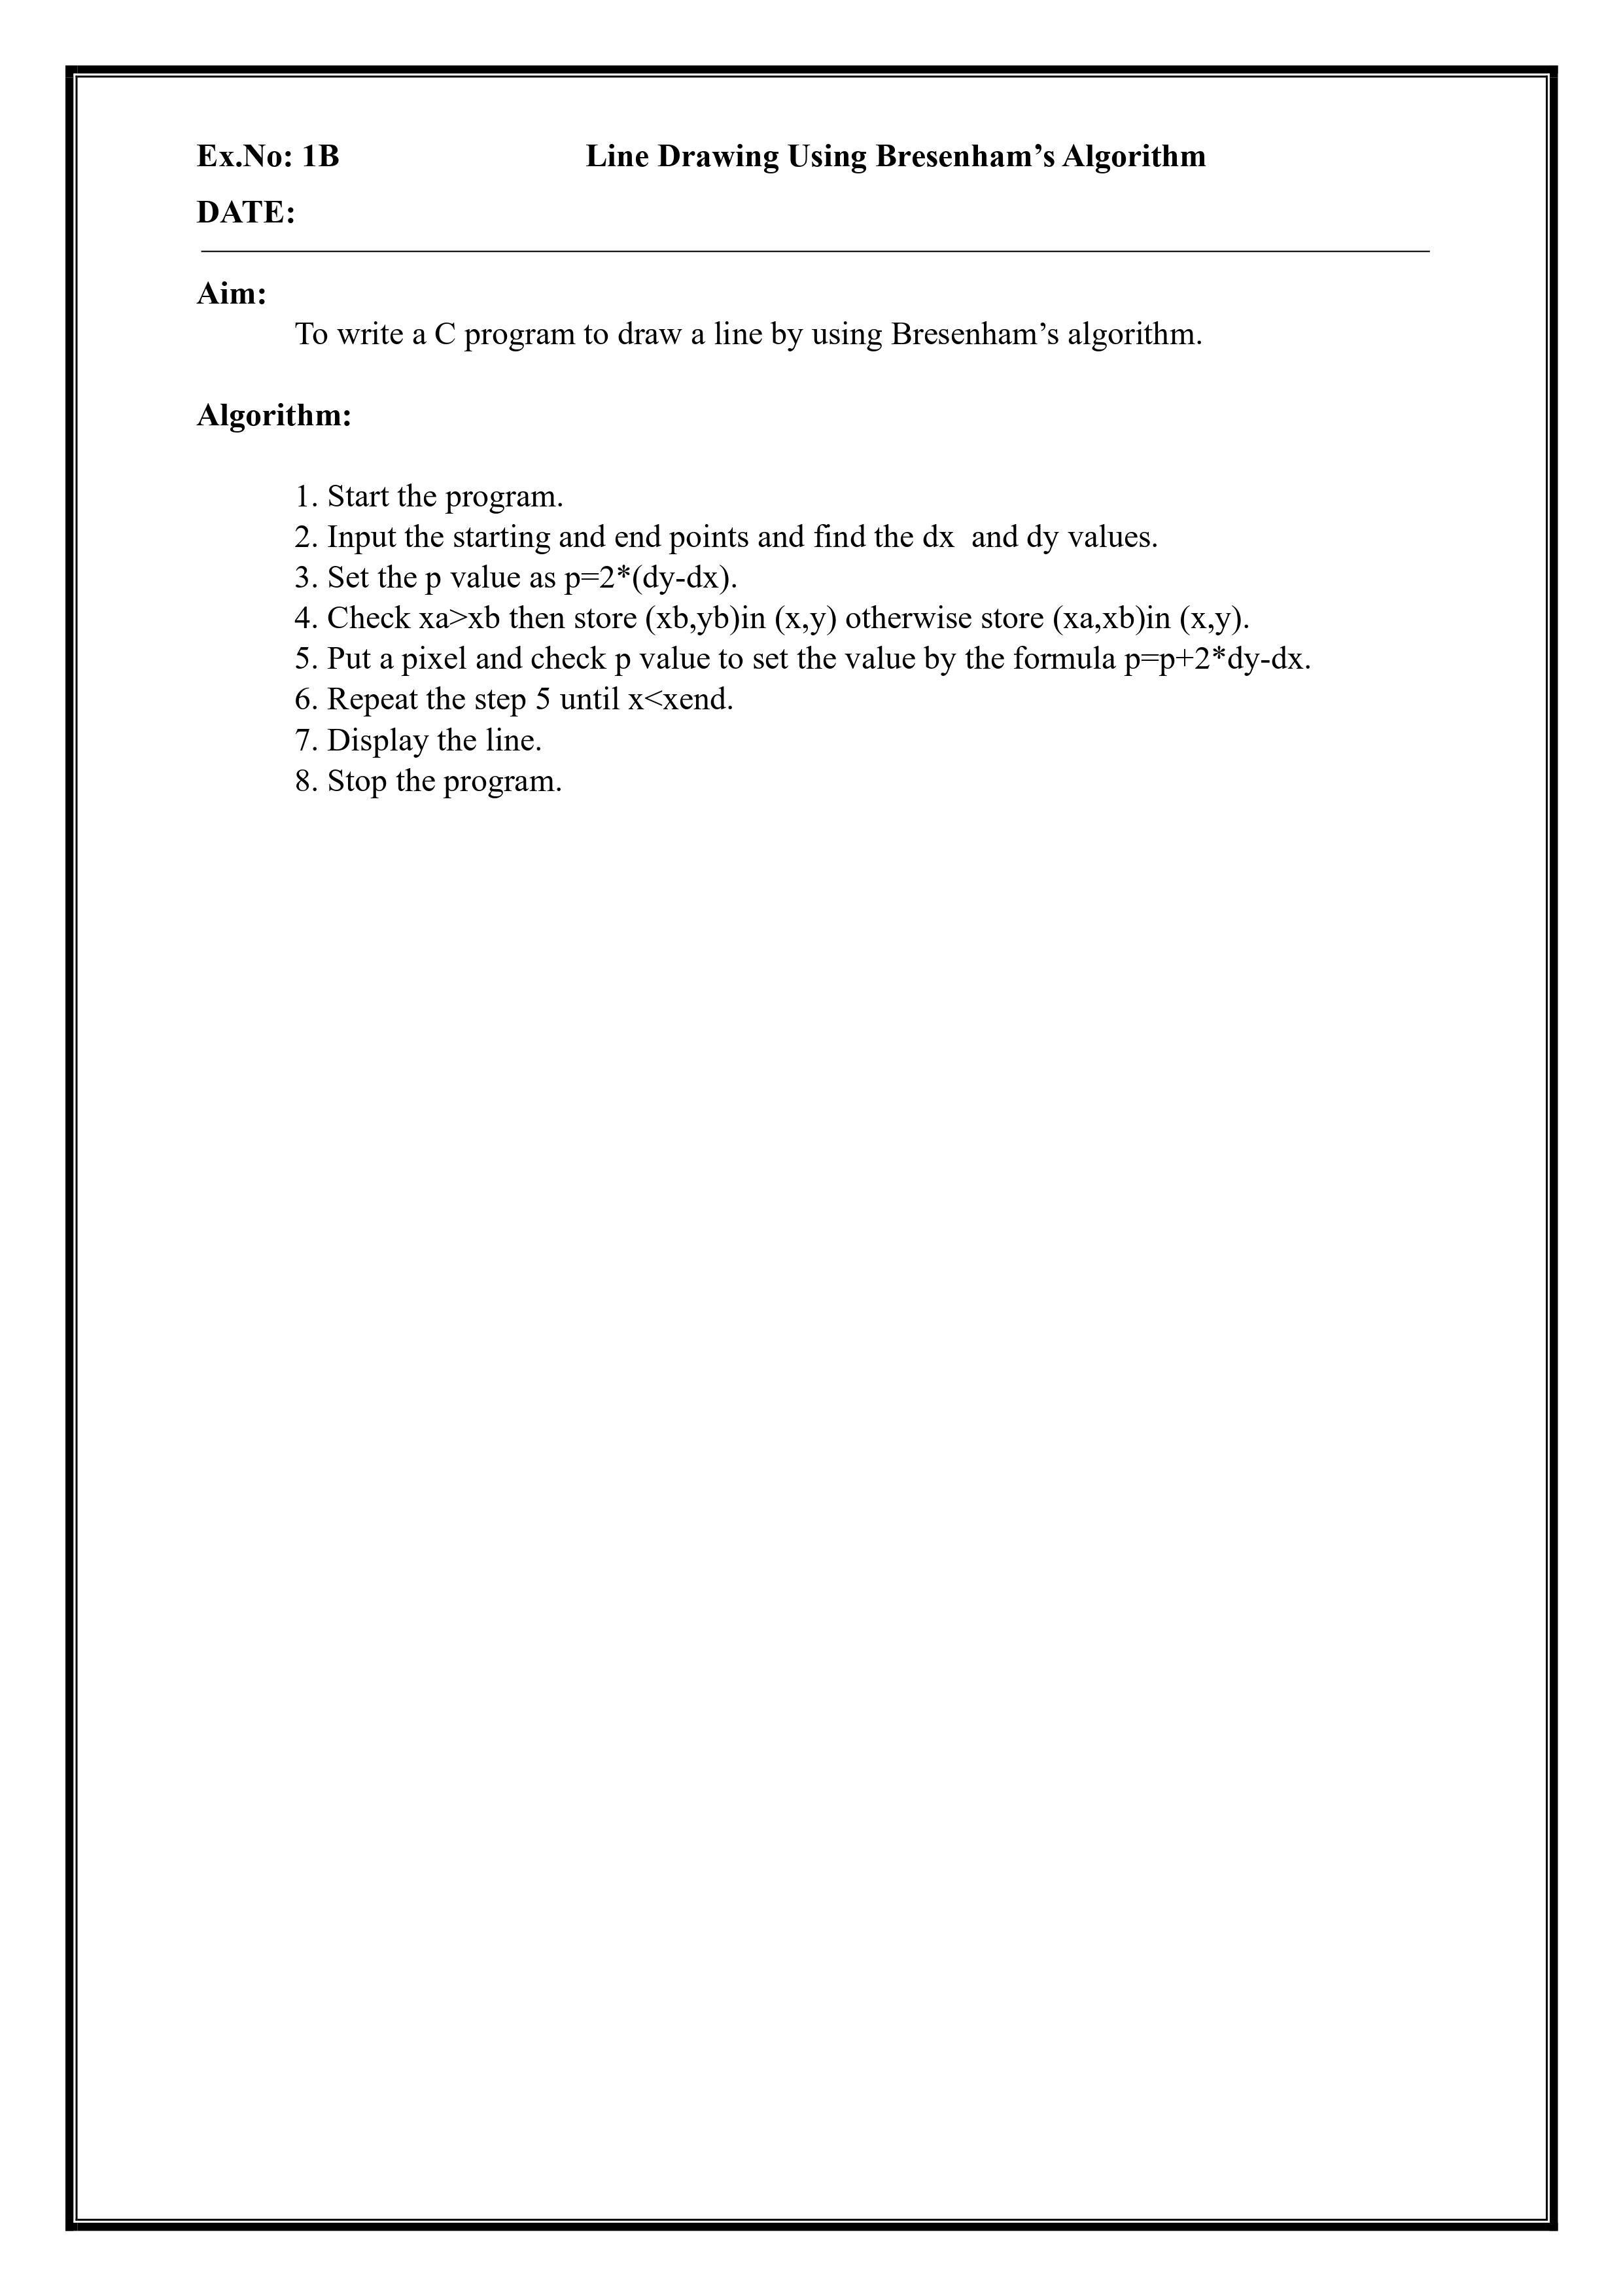 Ex.No: 1B Line Drawing Using Bresenham’s Algorithm
DATE:
Aim:
To write a C program to draw a line by using Bresenham’s algorithm.
Algorithm:
1. Start the program.
2. Input the starting and end points and find the dx  and dy values.
3. Set the p value as p=2*(dy-dx).
4. Check xa>xb then store (xb,yb)in (x,y) otherwise store (xa,xb)in (x,y).
5. Put a pixel and check p value to set the value by the formula p=p+2*dy-dx.
6. Repeat the step 5 until x<xend.
7. Display the line.
8. Stop the program.